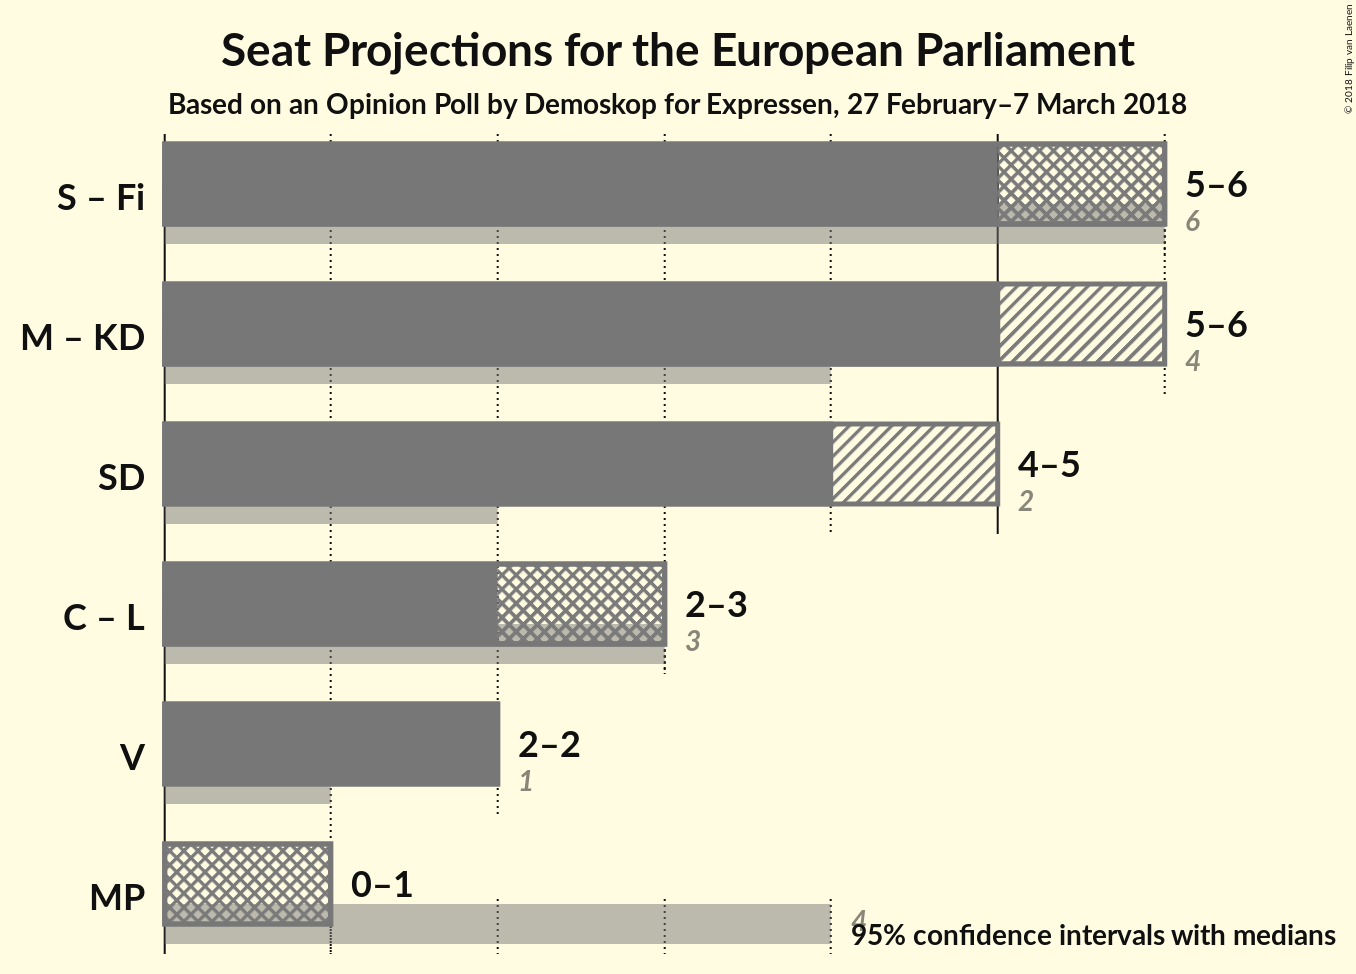 Seat Projections for the European Parliament
Based on an Opinion Poll by Demoskop for Expressen, 27 February–7 March 2018
© 2018 Filip van Laenen
S – Fi
5–6
6
M – KD
5–6
4
SD
4–5
2
C – L
2–3
3
V
2–2
1
MP
0–1
4
95% confidence intervals with medians